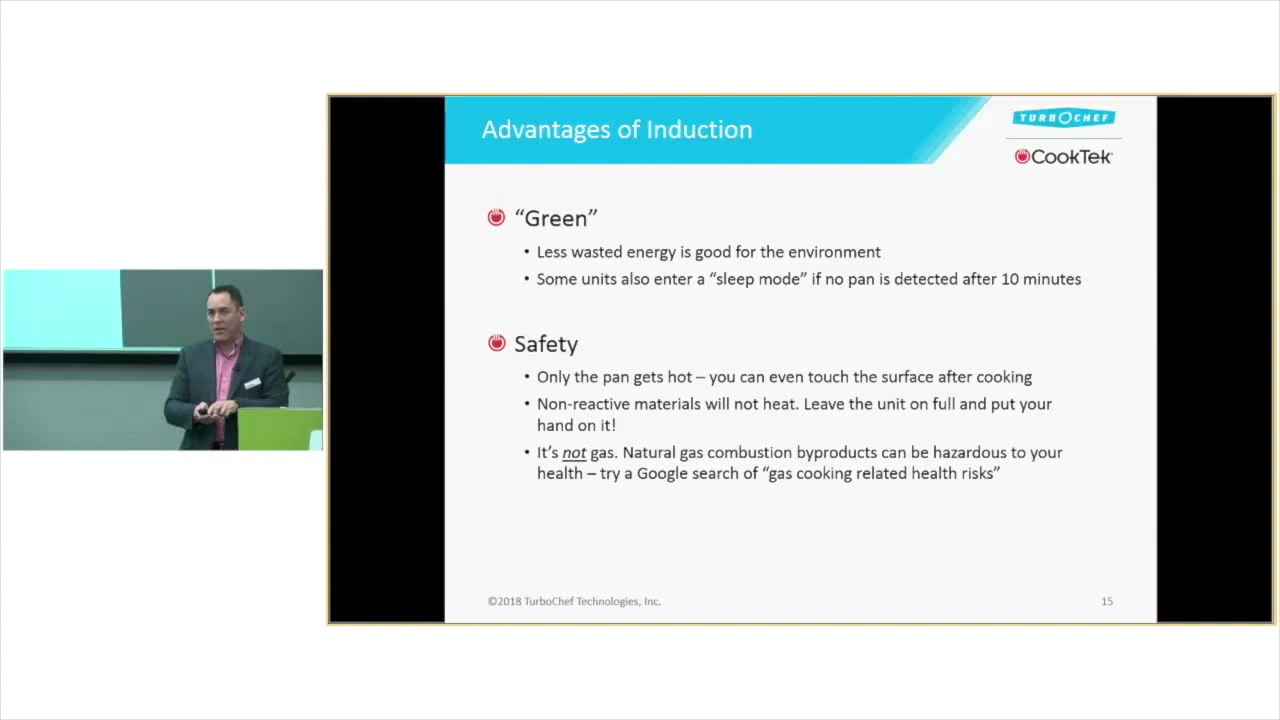 Advantages of Induction
TURBOCHEF
CookTek
“Green”
• Less wasted energy is good for the environment
• Some units also enter a “sleep mode” if no pan is detected after 10 minutes
Safety
• Only the pan gets hot – you can even touch the surface after cooking
• Non-reactive materials will not heat. Leave the unit on full and put your
hand on it!
• It’s not gas. Natural gas combustion byproducts can be hazardous to your
health – try a Google search of “gas cooking related health risks”
©2018 TurboChef Technologies, Inc.
15